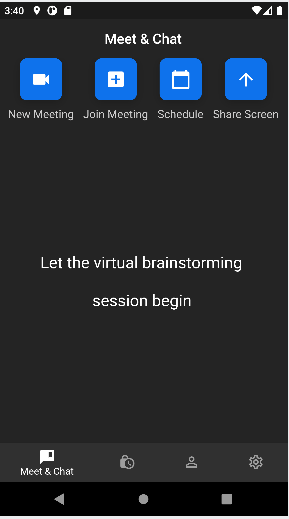 3:40
Meet & Chat
New Meeting Join Meeting Schedule Share Screen
Let the virtual brainstorming
session begin
Meet & Chat